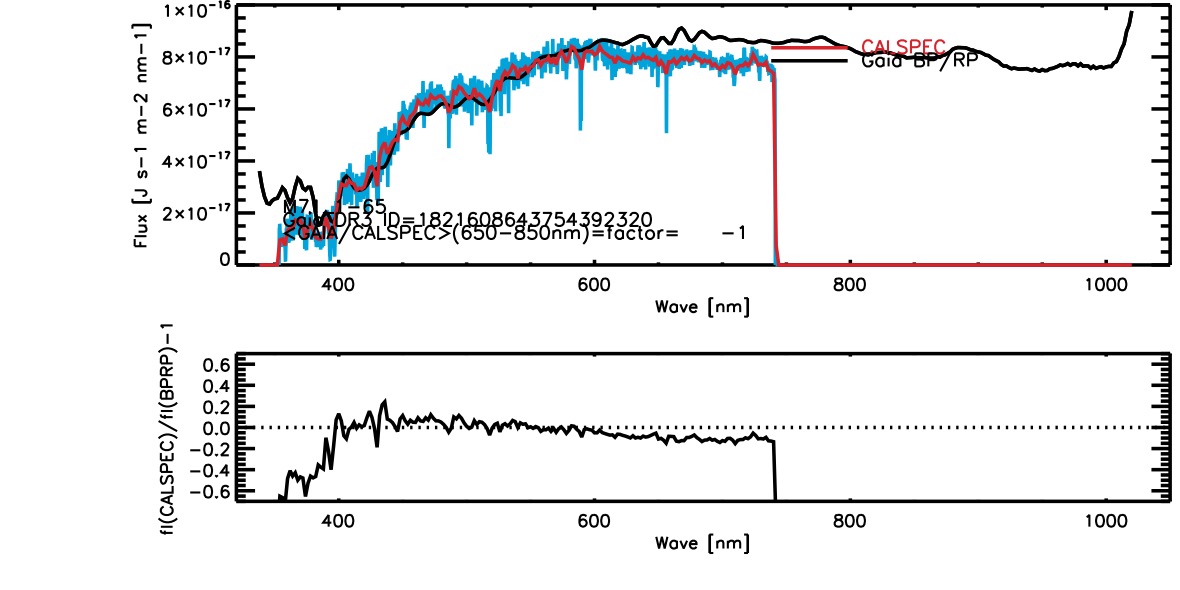 1×10−16
8×10−17
6×10−17
4×10−17
2×10−17
0
Flux [J s−1 m−2 nm−1]
CALSPEC
Gaia BP/RP
1−65
Gaia DR3 ID=1821608643754392320
<GAIA/CALSPEC>(650−850nm)=factor= −1
400 600 800 1000
Wave [nm]
fl(CALSPEC)/fl(BPRP)−1
0.6
0.4
0.2
0.0
−0.2
−0.4
−0.6
400 600 800 1000
Wave [nm]